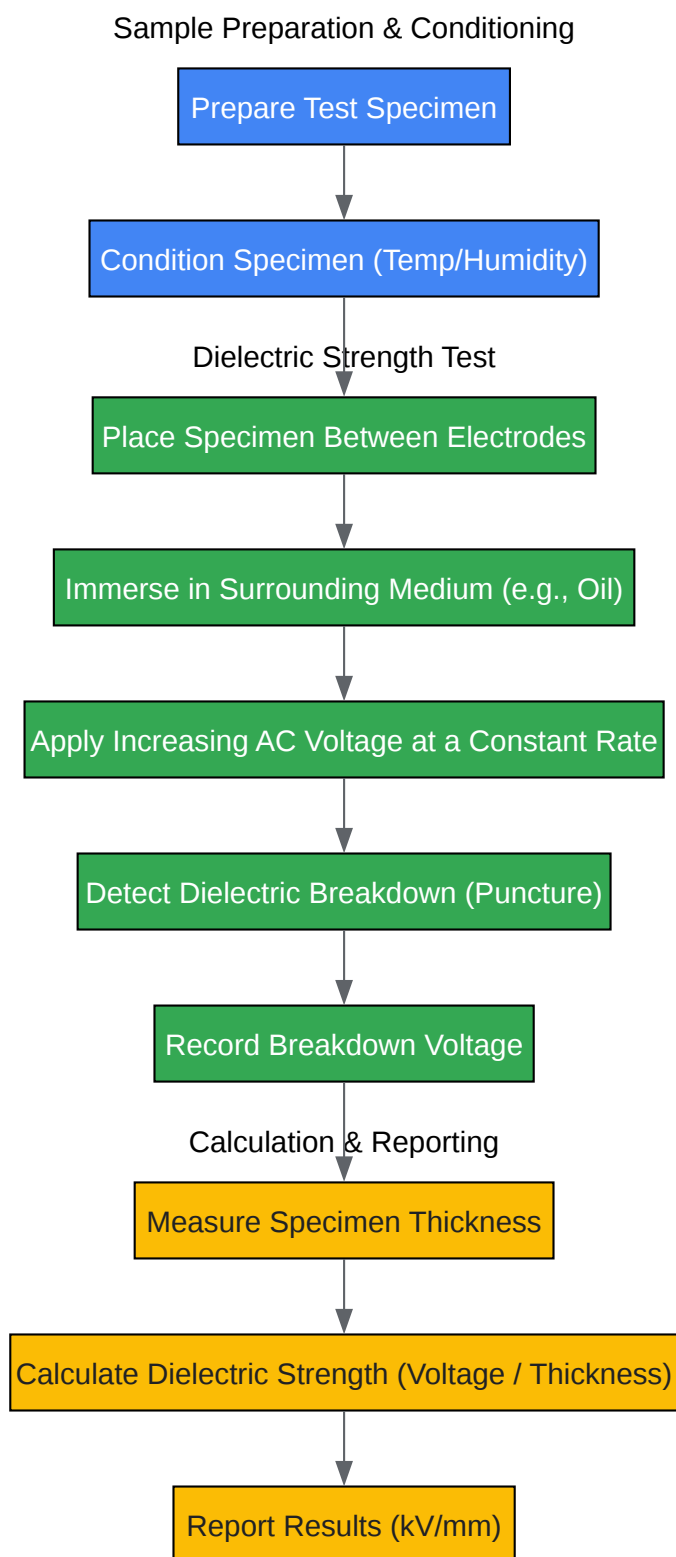 Sample Preparation & Conditioning
Prepare Test Specimen
Condition Specimen (Temp/Humidity)
Dielectric Strength Test
Place Specimen Between Electrodes
Immerse in Surrounding Medium (e.g., Oil)
Apply Increasing AC Voltage at a Constant Rate
Detect Dielectric Breakdown (Puncture)
Record Breakdown Voltage
Calculation & Reporting
Measure Specimen Thickness
Calculate Dielectric Strength (Voltage / Thickness)
Report Results (kV/mm)